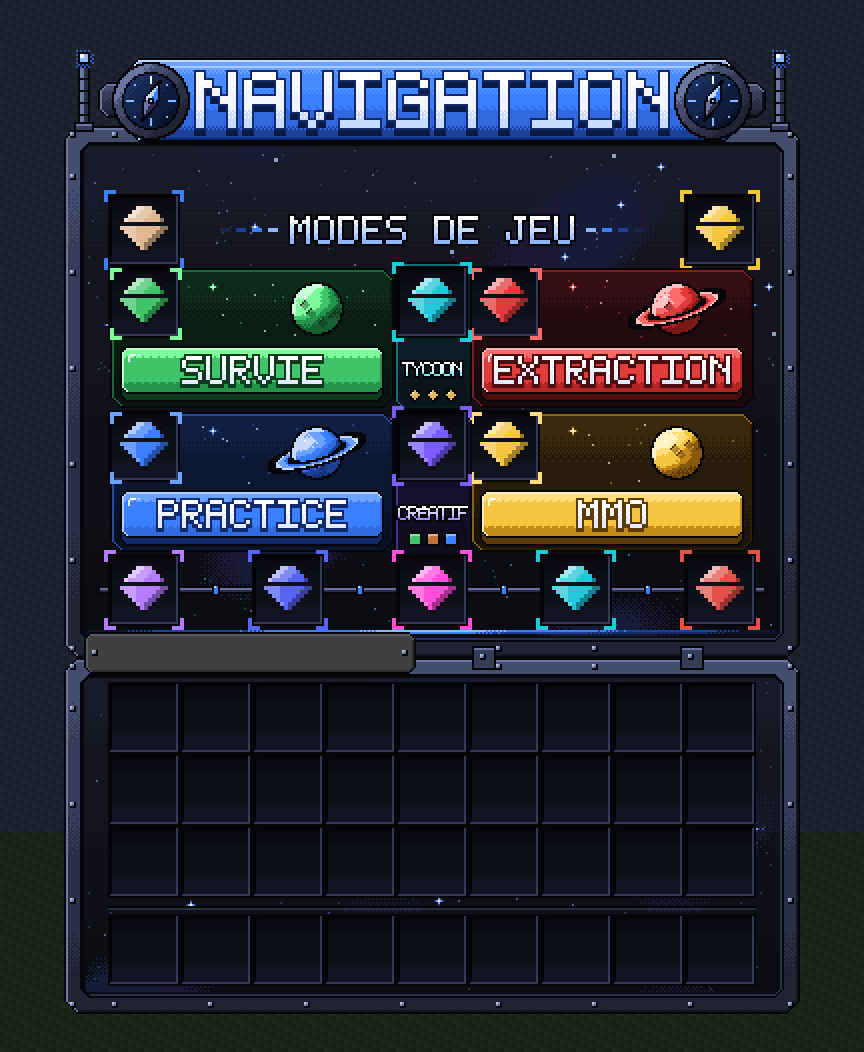 NAVIGATION
MODES DE JEU
SURVIE
TYCOON
EXTRACTION
PRACTICE
CREATIF
MMO